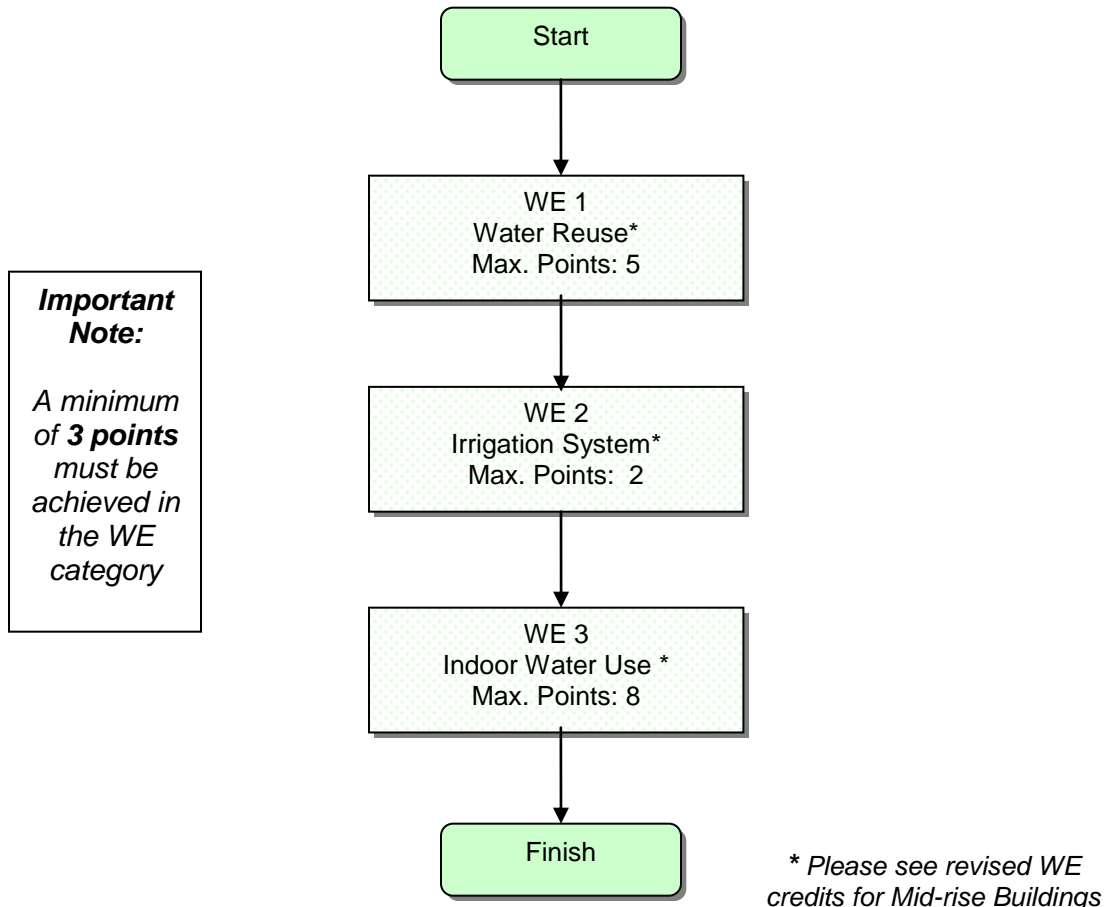 Start
WE 1
Water Reuse*
Max. Points: 5
Important
Note:
A minimum
of 3 points
must be
achieved in
the WE
category
WE 2
Irrigation System*
Max. Points: 2
WE 3
Indoor Water Use *
Max. Points: 8
Finish
* Please see revised WE
credits for Mid-rise Buildings